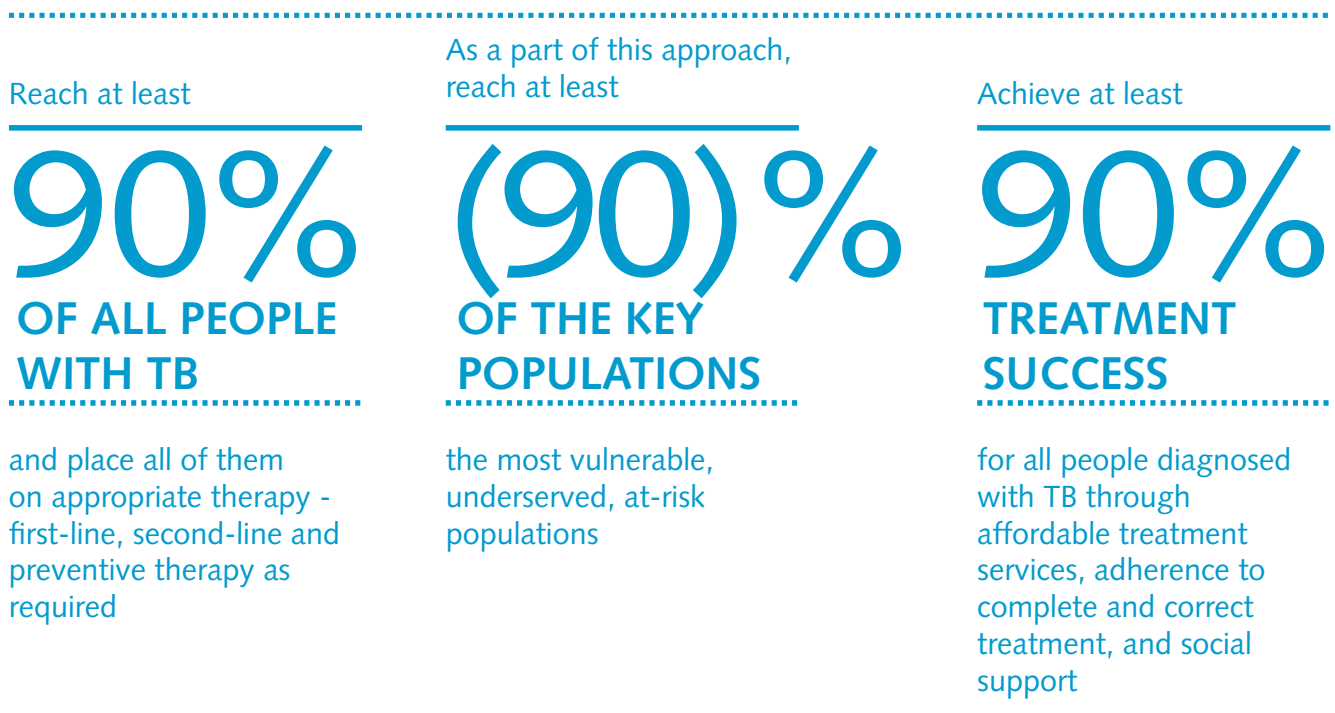 Reach at least
90%
OF ALL PEOPLE
WITH TB
and place all of them
on appropriate therapy -
first-line, second-line and
preventive therapy as
required
As a part of this approach,
reach at least
(90)%
OF THE KEY
POPULATIONS
the most vulnerable,
underserved, at-risk
populations
Achieve at least
90%
TREATMENT
SUCCESS
for all people diagnosed
with TB through
affordable treatment
services, adherence to
complete and correct
treatment, and social
support